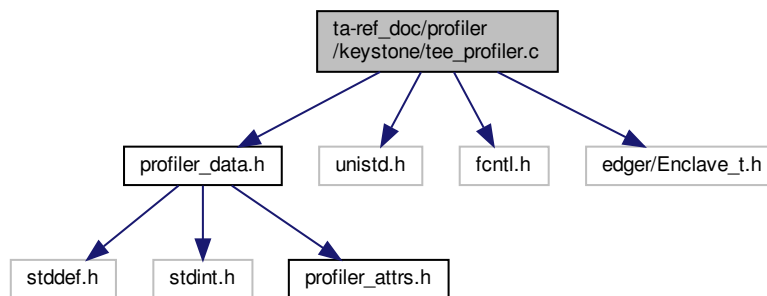 ta-ref_doc/profiler
/keystone/tee_profiler.c
profiler_data.h
unistd.h
fcntl.h
edger/Enclave_t.h
stddef.h
stdint.h
profiler_attrs.h